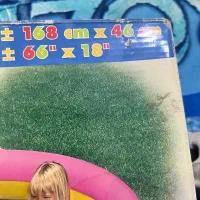 ± 168 cm x 46 cm
± 66" x 18"